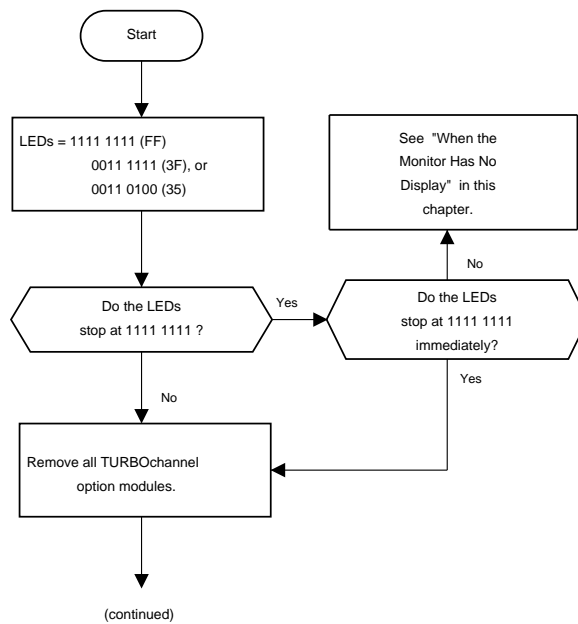 Start
LEDs = 1111 1111 (FF)
0011 1111 (3F), or
0011 0100 (35)
See "When the
Monitor Has No
Display" in this
chapter.
No
Do the LEDs
stop at 1111 1111 ?
Yes
Do the LEDs
stop at 1111 1111
immediately?
No
Yes
Remove all TURBOchannel
option modules.
(continued)